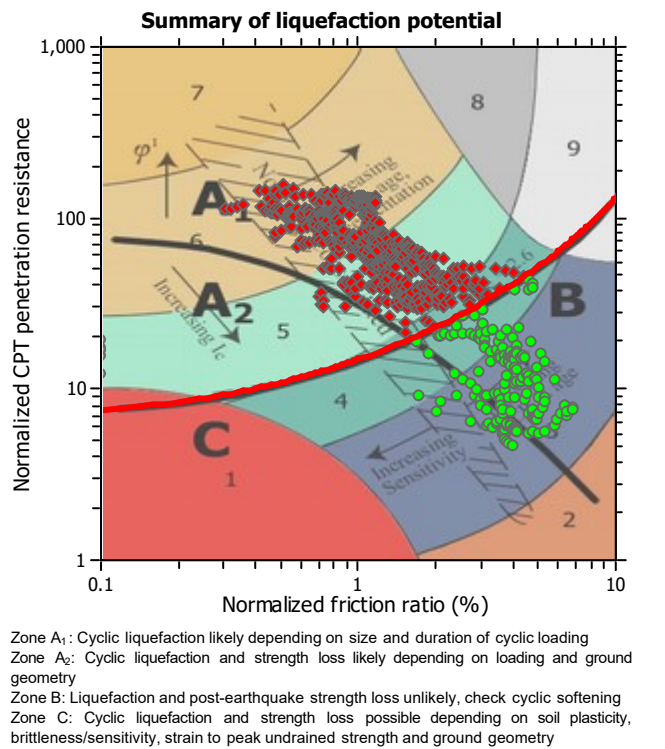 Summary of liquefaction potential
1,000
7
8
9
φ'
Increasing
A1
100
6
2.6
B
A2
Increasing Ic
5
10
4
C
1
Increasing
Sensitivity
3
2
1
0.1
1
10
Normalized CPT penetration resistance
Normalized friction ratio (%)
Zone A1: Cyclic liquefaction likely depending on size and duration of cyclic loading
Zone A2: Cyclic liquefaction and strength loss likely depending on loading and ground
geometry
Zone B: Liquefaction and post-earthquake strength loss unlikely, check cyclic softening
Zone C: Cyclic liquefaction and strength loss possible depending on soil plasticity,
brittleness/sensitivity, strain to peak undrained strength and ground geometry